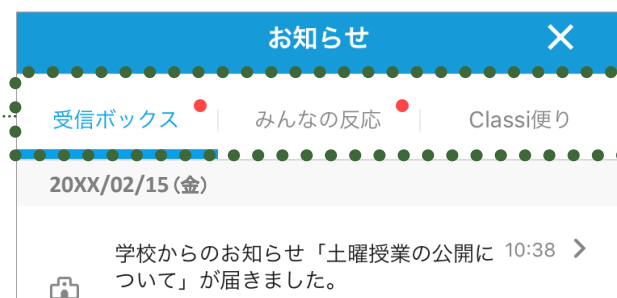 お知らせ
受信ボックス
みんなの反応
Classi便り
20XX/02/15(金)
学校からのお知らせ「土曜授業の公開に 10:38
ついて」が届きました。